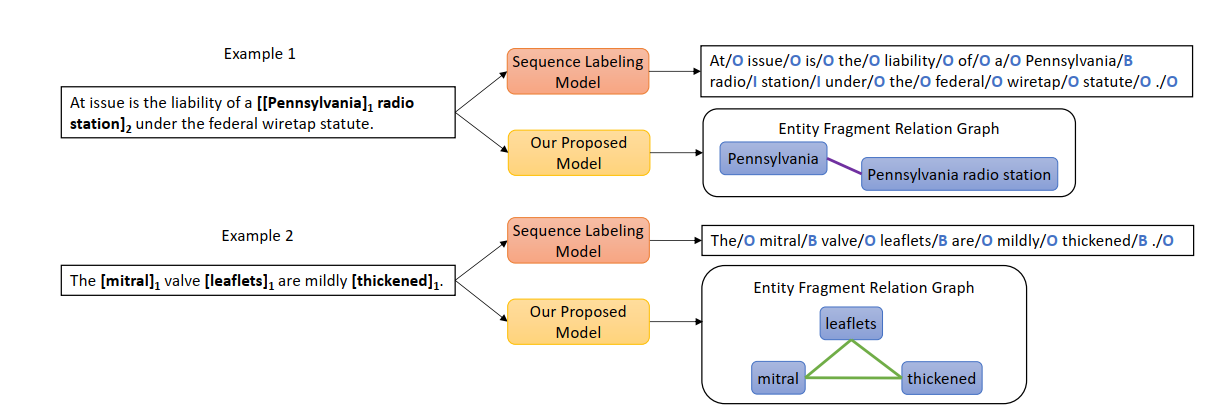 Example 1
At issue is the liability of a [[Pennsylvania]1 radio
station]2 under the federal wiretap statute.
Sequence Labeling
Model
At/O issue/O is/O the/O liability/O of/O a/O Pennsylvania/B
radio/I station/I under/O the/O federal/O wiretap/O statute/O ./O
Our Proposed
Model
Entity Fragment Relation Graph
Pennsylvania
Pennsylvania radio station
Example 2
The [mitral]1 valve [leaflets]1 are mildly [thickened]1.
Sequence Labeling
Model
The/O mitral/B valve/O leaflets/B are/O mildly/O thickened/B ./O
Our Proposed
Model
Entity Fragment Relation Graph
leaflets
mitral
thickened